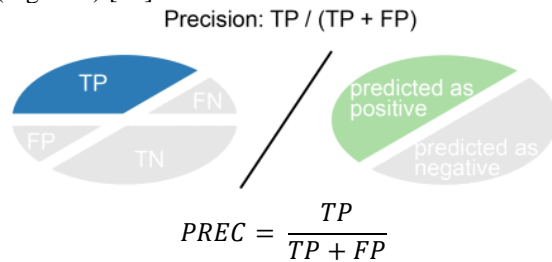 Precision: TP / (TP + FP)
TP
FN
FP
TN
predicted as
positive
predicted as
negative
PREC = TP / TP + FP